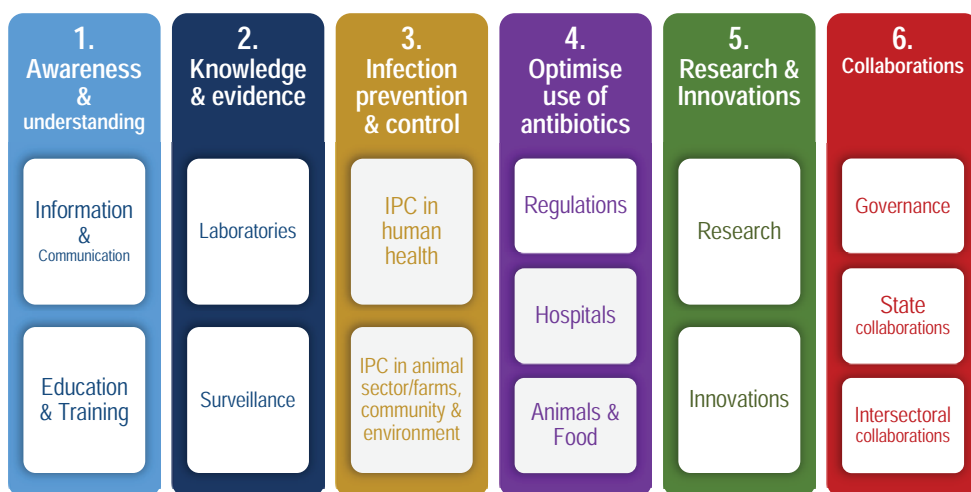 1.
Awareness
&
understanding
Information
&
Communication
Education
& Training
2.
Knowledge
& evidence
Laboratories
Surveillance
3.
Infection
prevention
& control
IPC in
human
health
IPC in animal
sector/farms,
community &
environment
4.
Optimise
use of
antibiotics
Regulations
Hospitals
Animals &
Food
5.
Research &
Innovations
Research
Innovations
6.
Collaborations
Governance
State
collaborations
Intersectoral
collaborations